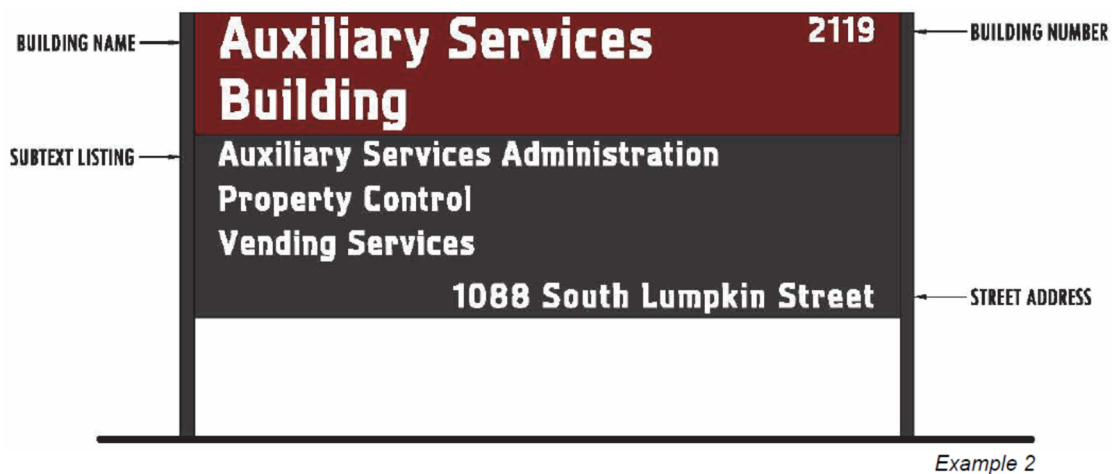 BUILDING NAME
Auxiliary Services
2119
BUILDING NUMBER
Building
SUBTEXT LISTING
Auxiliary Services Administration
Property Control
Vending Services
1088 South Lumpkin Street
STREET ADDRESS
Example 2